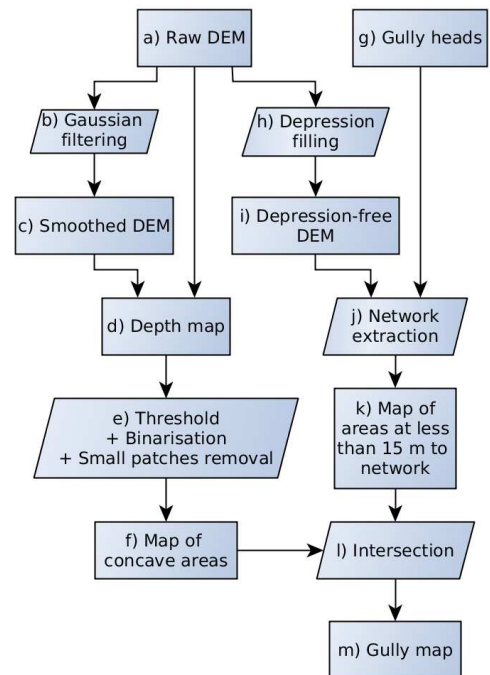 a) Raw DEM
g) Gully heads
b) Gaussian
filtering
h) Depression
filling
c) Smoothed DEM
i) Depression-free
DEM
d) Depth map
j) Network
extraction
e) Threshold
+ Binarisation
+ Small patches removal
k) Map of
areas at less
than 15 m to
network
f) Map of
concave areas
l) Intersection
m) Gully map